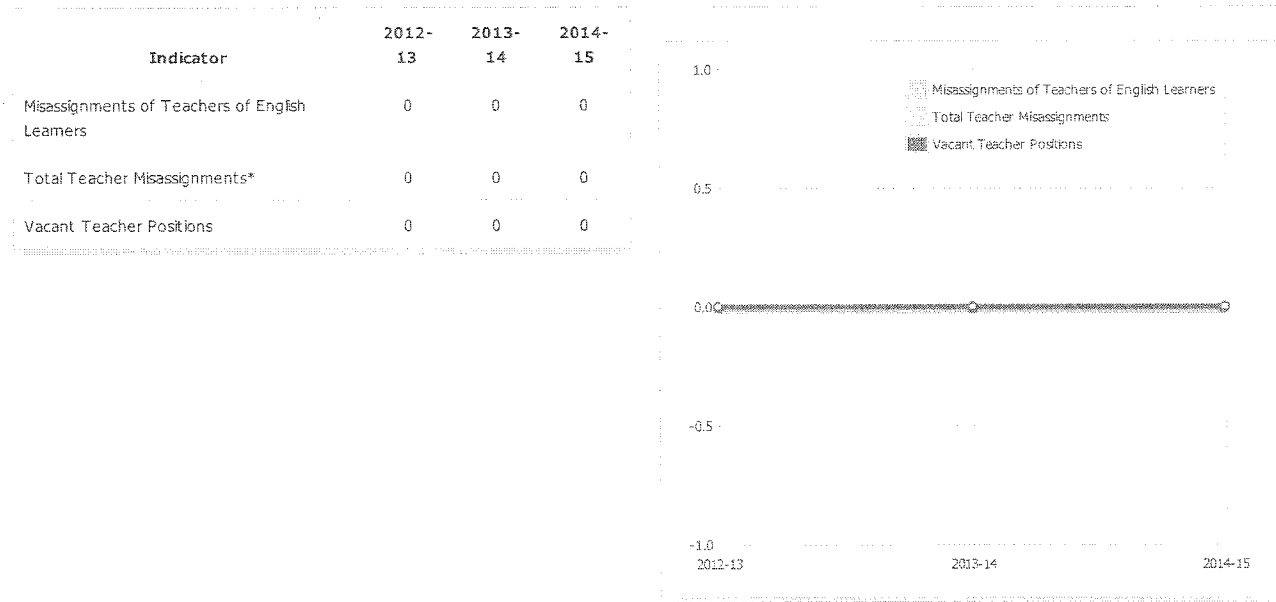 Indicator 2012-13 2013-14 2014-15
Misassignments of Teachers of English Learners 0 0 0
Total Teacher Misassignments* 0 0 0
Vacant Teacher Positions 0 0 0
1.0
Misassignments of Teachers of English Learners
Total Teacher Misassignments
Vacant Teacher Positions
0.5
0.0
-0.5
-1.0
2012-13 2013-14 2014-15